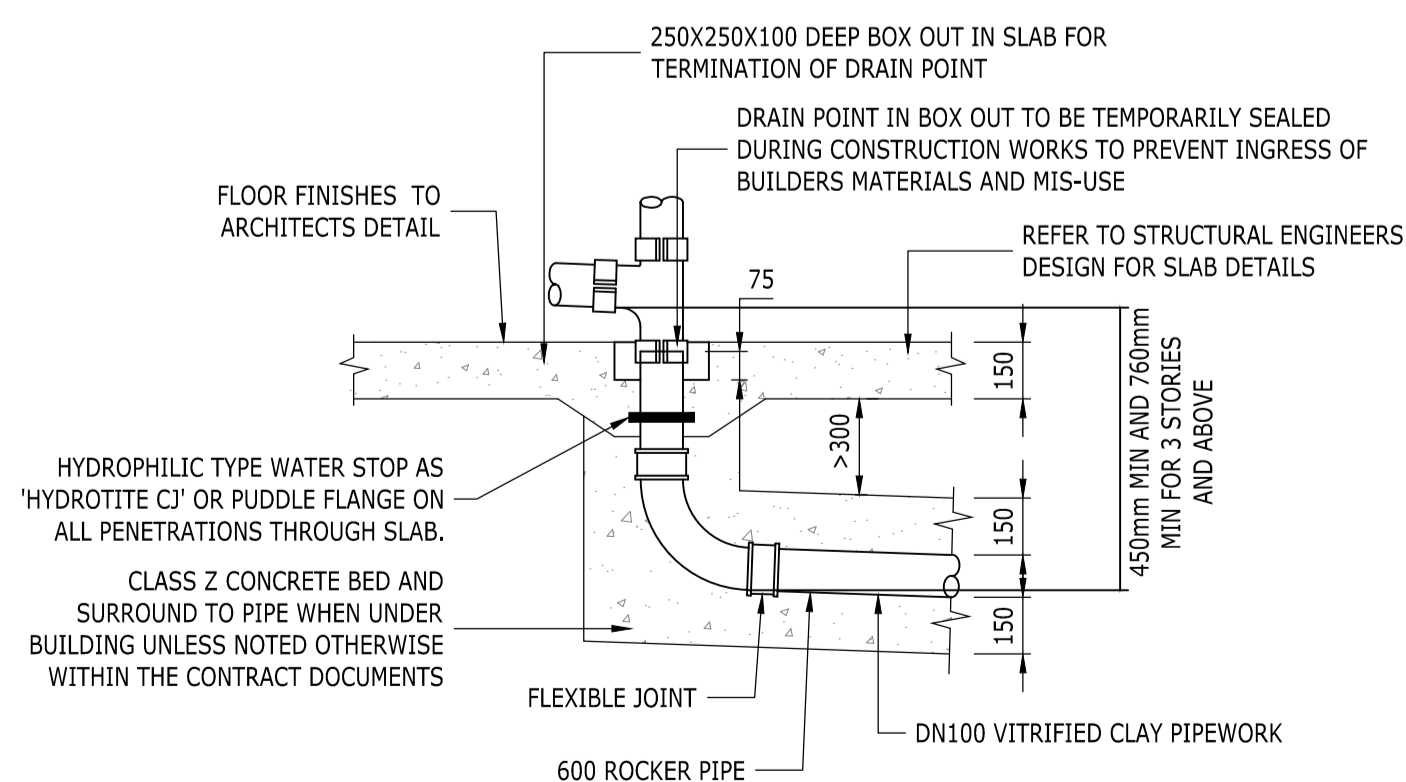 250X250X100 DEEP BOX OUT IN SLAB FOR
TERMINATION OF DRAIN POINT
DRAIN POINT IN BOX OUT TO BE TEMPORARILY SEALED
DURING CONSTRUCTION WORKS TO PREVENT INGRESS OF
BUILDERS MATERIALS AND MIS-USE
FLOOR FINISHES TO
ARCHITECTS DETAIL
REFER TO STRUCTURAL ENGINEERS
DESIGN FOR SLAB DETAILS
75
150
>300
150
150
450mm MIN AND 760mm
MIN FOR 3 STORIES
AND ABOVE
HYDROPHILIC TYPE WATER STOP AS
'HYDROTITE CJ' OR PUDDLE FLANGE ON
ALL PENETRATIONS THROUGH SLAB.
CLASS Z CONCRETE BED AND
SURROUND TO PIPE WHEN UNDER
BUILDING UNLESS NOTED OTHERWISE
WITHIN THE CONTRACT DOCUMENTS
FLEXIBLE JOINT
DN100 VITRIFIED CLAY PIPEWORK
600 ROCKER PIPE